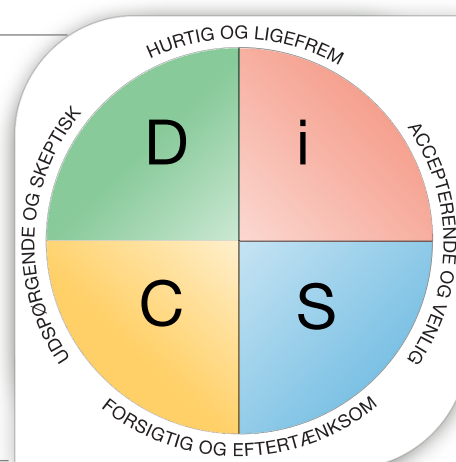 HURTIG OG LIGEFREM
UDSPØRGENDE OG SKEPTISK
ACCEPTERENDE OG VENLIG
D
i
C
S
FORSIGTIG OG EFTERTÆNKSOM